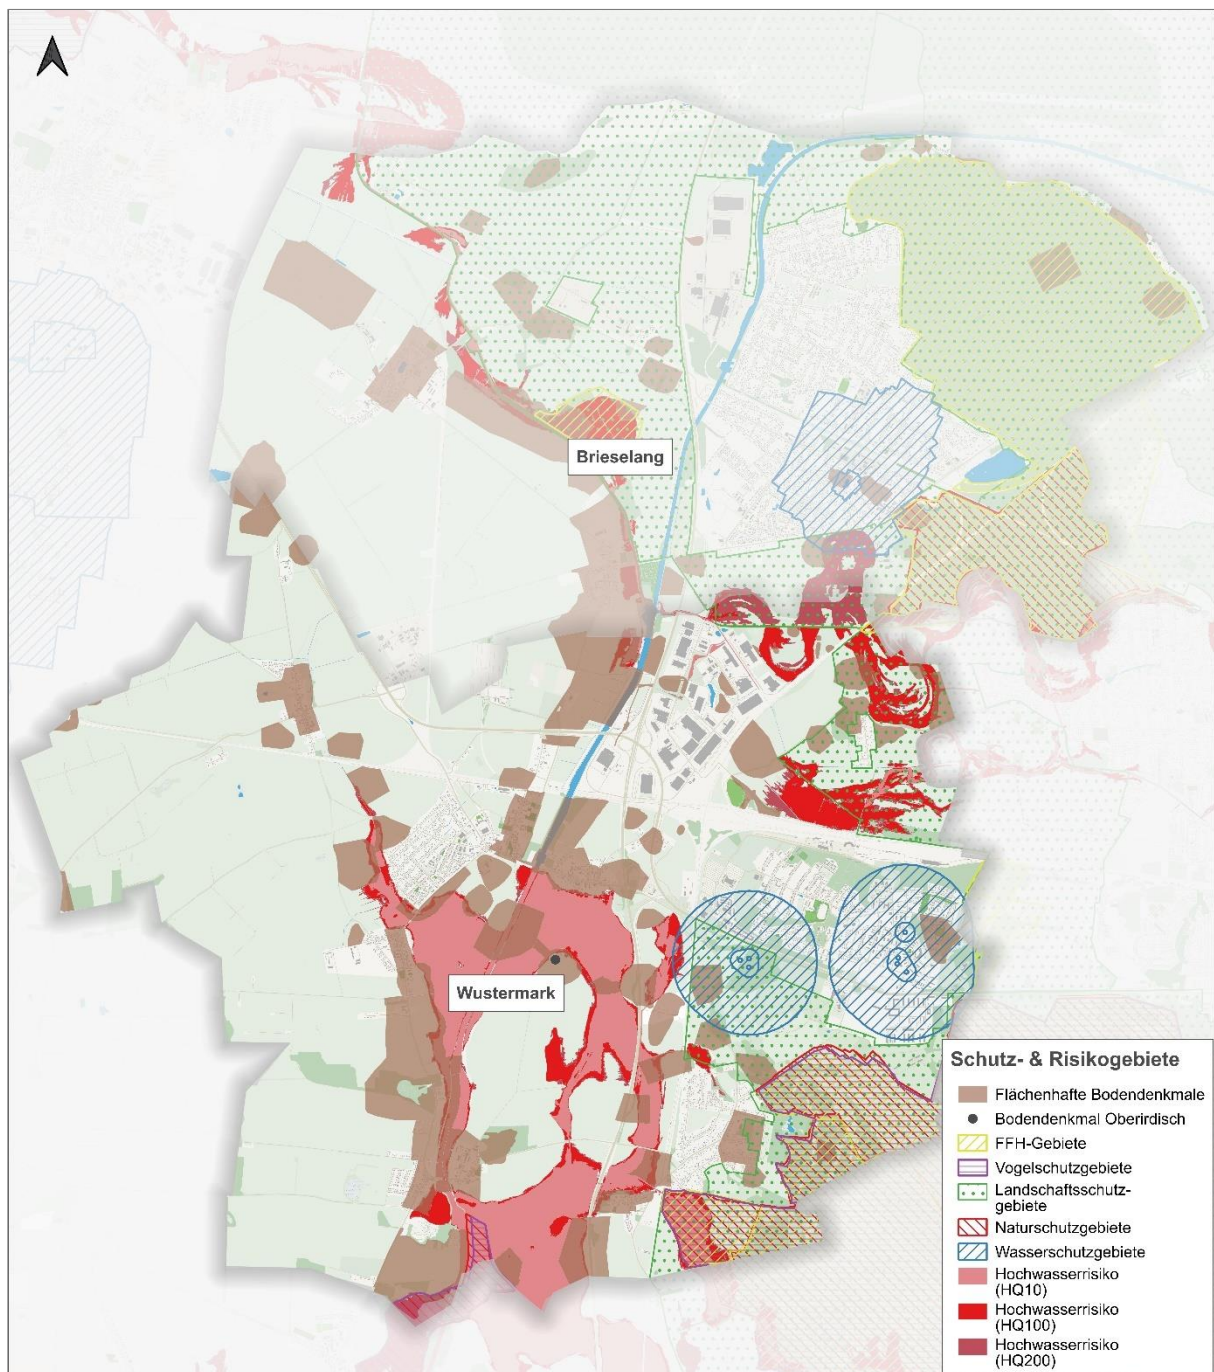 Brieselang
Wustermark
Schutz- & Risikogebiete
Flächenhafte Bodendenkmale
Bodendenkmal Oberirdisch
FFH-Gebiete
Vogelschutzgebiete
Landschaftsschutz-
gebiete
Naturschutzgebiete
Wasserschutzgebiete
Hochwasserrisiko
(HQ10)
Hochwasserrisiko
(HQ100)
Hochwasserrisiko
(HQ200)